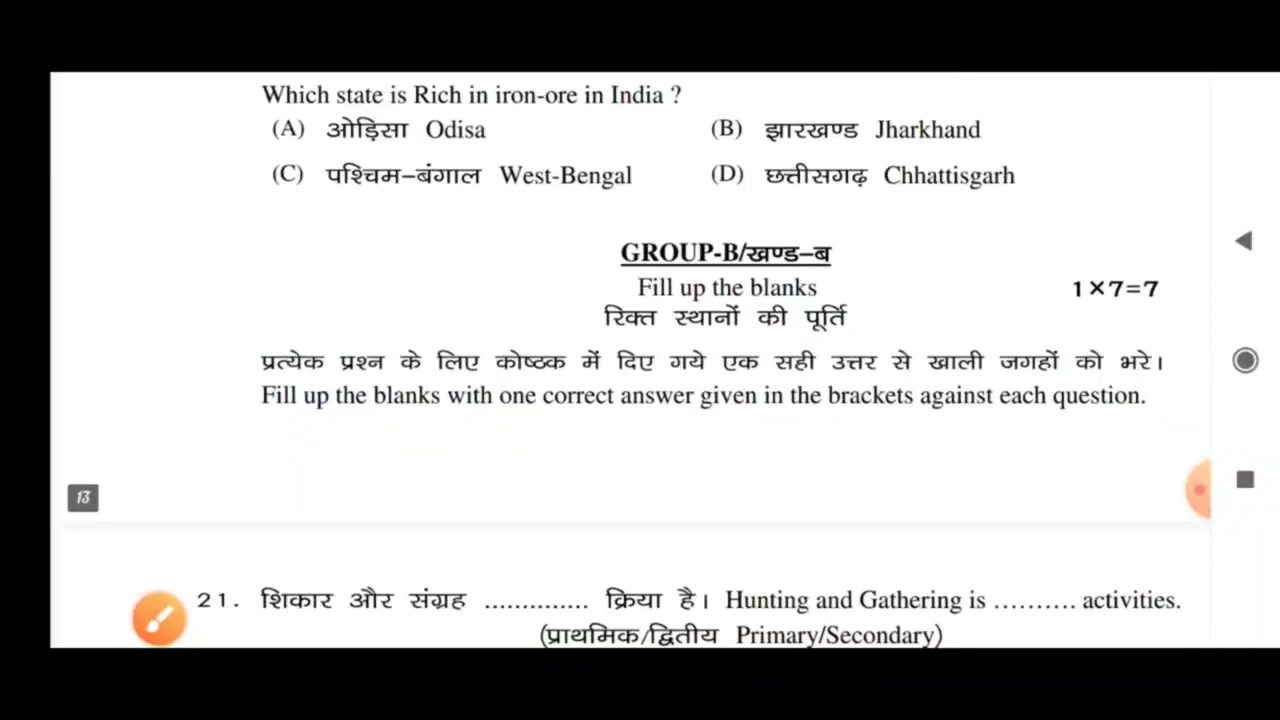 Which state is Rich in iron-ore in India ?
(A) ओड़िसा Odisa (B) झारखण्ड Jharkhand
(C) पश्चिम–बंगाल West-Bengal (D) छत्तीसगढ़ Chhattisgarh
GROUP-B/खण्ड–ब
Fill up the blanks 1×7=7
रिक्त स्थानों की पूर्ति
प्रत्येक प्रश्न के लिए कोष्ठक में दिए गये एक सही उत्तर से खाली जगहों को भरे।
Fill up the blanks with one correct answer given in the brackets against each question.
13
21. शिकार और संग्रह .............. क्रिया है। Hunting and Gathering is .......... activities.
(प्राथमिक/द्वितीय Primary/Secondary)